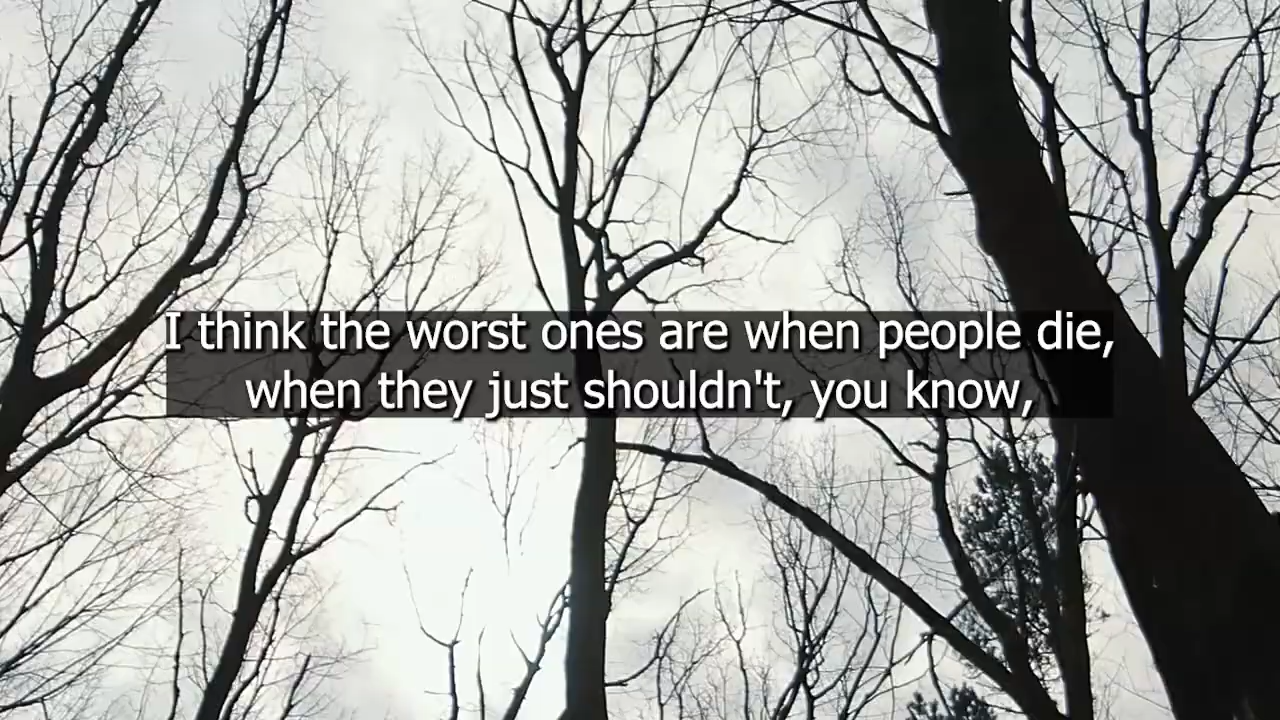 I think the worst ones are when people die,
when they just shouldn't, you know,